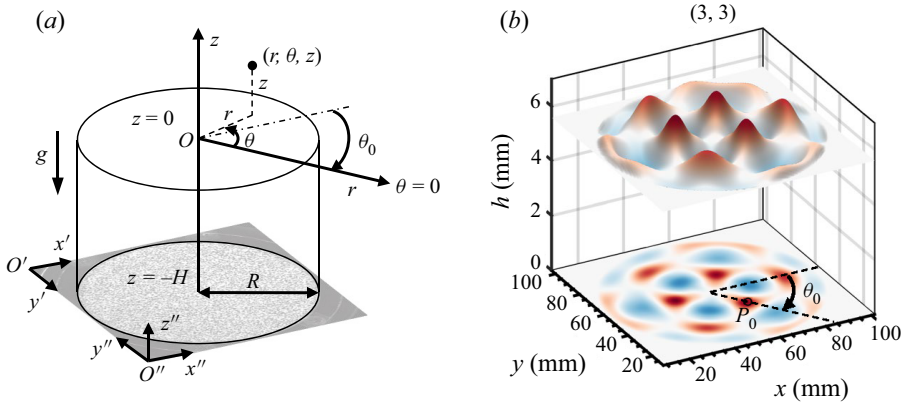 (a)
z
(r, θ, z)
z
z = 0
r
θ
O
θ0
g
r
θ = 0
x′
O′
y′
z = –H
R
z″
y″
O″
x″
(b)
(3, 3)
6
4
h (mm)
2
0
100
80
60
40
20
y (mm)
θ0
P0
20
40
60
80
100
x (mm)